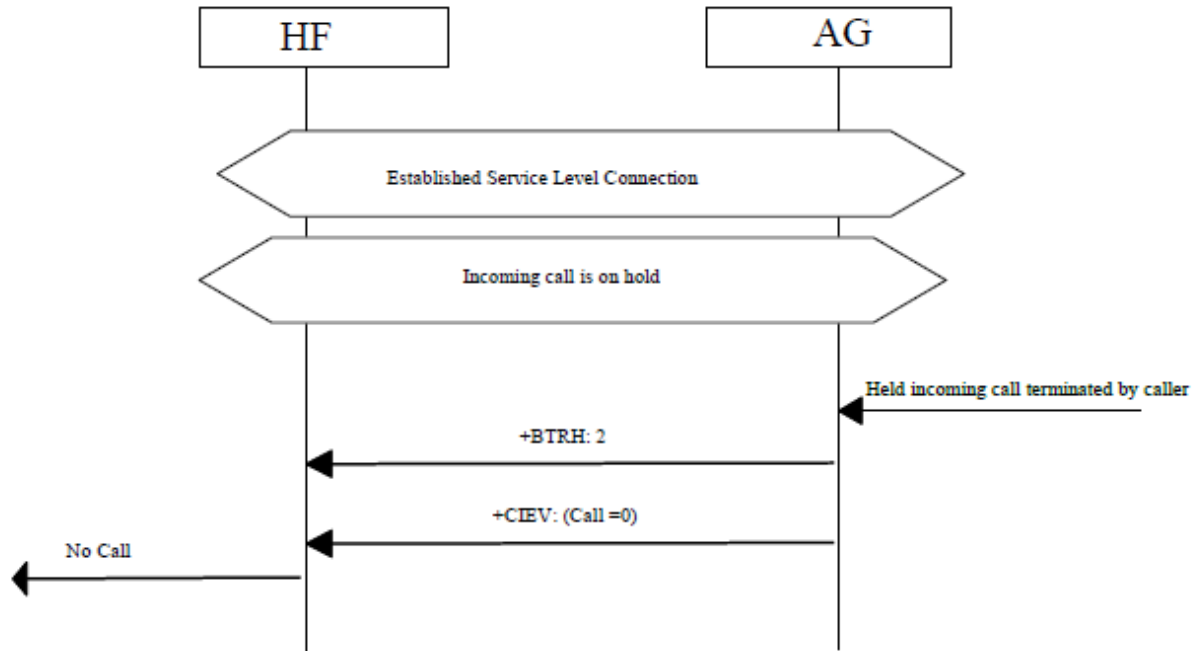 HF
AG
Established Service Level Connection
Incoming call is on hold
Held incoming call terminated by caller
+BTRH: 2
+CIEV: (Call =0)
No Call